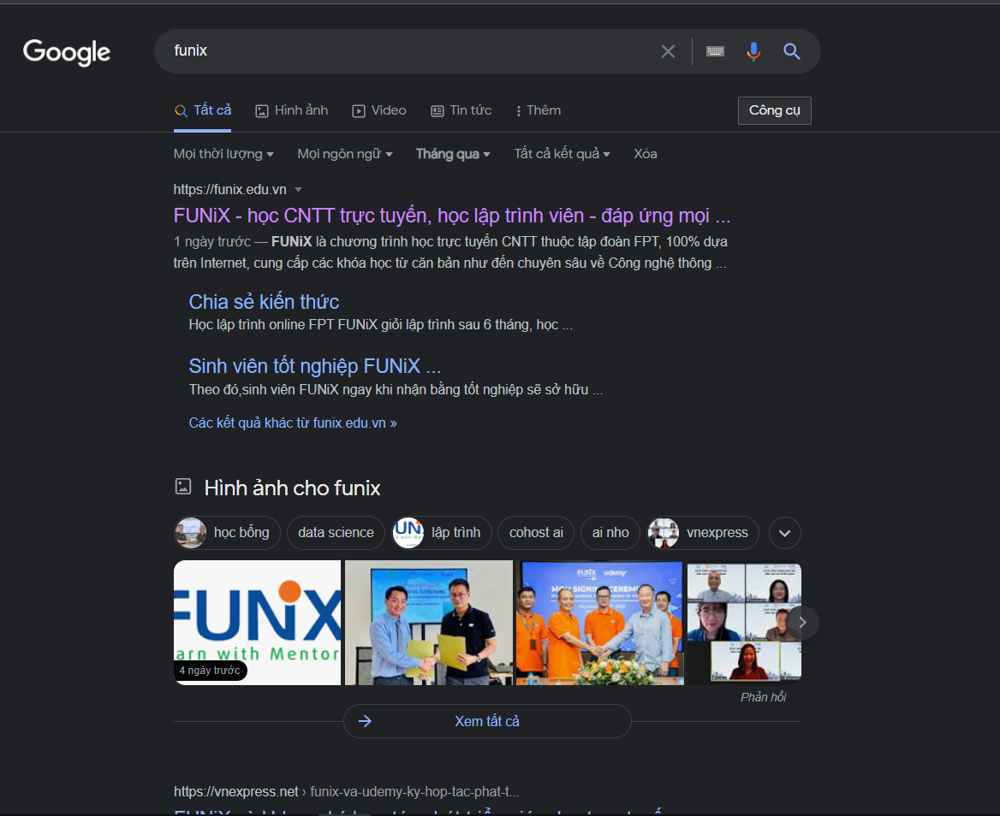 Google
funix
Tất cả
Hình ảnh
Video
Tin tức
Thêm
Công cụ
Mọi thời lượng
Mọi ngôn ngữ
Tháng qua
Tất cả kết quả
Xóa
https://funix.edu.vn
FUNiX - học CNTT trực tuyến, học lập trình viên - đáp ứng mọi ...
1 ngày trước — FUNiX là chương trình học trực tuyến CNTT thuộc tập đoàn FPT, 100% dựa
trên Internet, cung cấp các khóa học từ căn bản như đến chuyên sâu về Công nghệ thông ...
Chia sẻ kiến thức
Học lập trình online FPT FUNiX giỏi lập trình sau 6 tháng, học ...
Sinh viên tốt nghiệp FUNiX ...
Theo đó,sinh viên FUNiX ngay khi nhận bằng tốt nghiệp sẽ sở hữu ...
Các kết quả khác từ funix.edu.vn »
Hình ảnh cho funix
học bổng
data science
UN
lập trình
cohost ai
ai nho
vnexpress
FUNiX
arn with Mentor
4 ngày trước
FUNiX udemy
MOU SIGNING CEREMO
Phản hồi
Xem tất cả
https://vnexpress.net › funix-va-udemy-ky-hop-tac-phat-t...